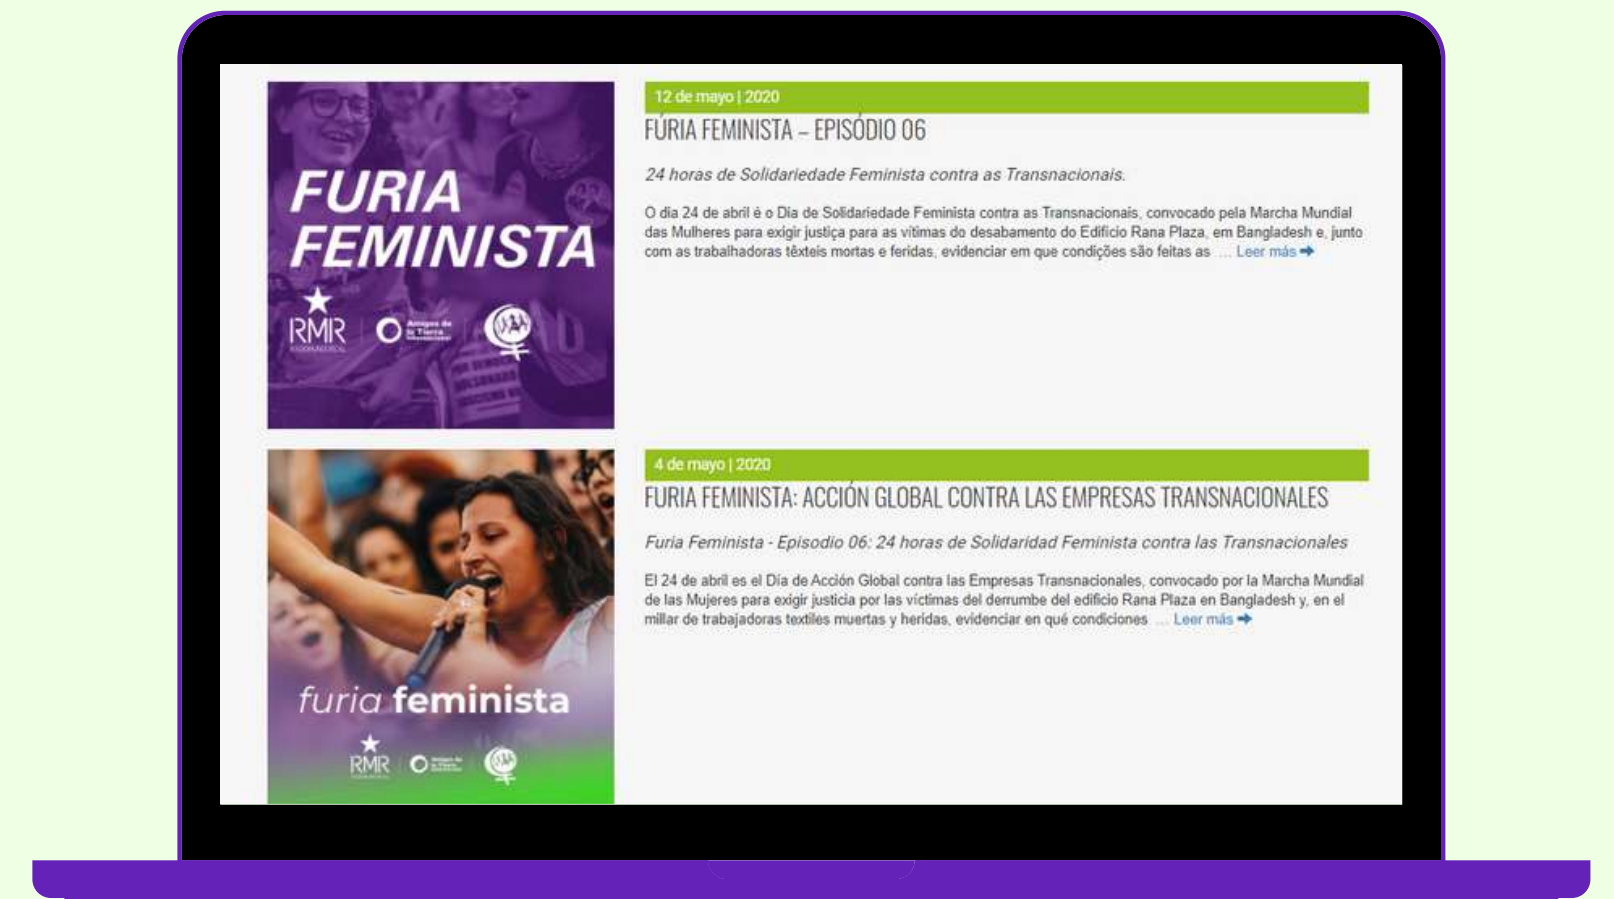 12 de mayo | 2020
FÚRIA FEMINISTA – EPISÓDIO 06
24 horas de Solidariedade Feminista contra as Transnacionais.
O dia 24 de abril é o Dia de Solidariedade Feminista contra as Transnacionais, convocado pela Marcha Mundial
das Mulheres para exigir justiça para as vítimas do desabamento do Edifício Rana Plaza, em Bangladesh e, junto
com as trabalhadoras têxteis mortas e feridas, evidenciar em que condições são feitas as … Leer más
FURIA
FEMINISTA
RMR
Amigos de
la Tierra
4 de mayo | 2020
FURIA FEMINISTA: ACCIÓN GLOBAL CONTRA LAS EMPRESAS TRANSNACIONALES
Furia Feminista - Episodio 06: 24 horas de Solidaridad Feminista contra las Transnacionales
El 24 de abril es el Día de Acción Global contra las Empresas Transnacionales, convocado por la Marcha Mundial
de las Mujeres para exigir justicia por las víctimas del derrumbe del edificio Rana Plaza en Bangladesh y, en el
millar de trabajadoras textiles muertas y heridas, evidenciar en qué condiciones … Leer más
furia feminista
RMR